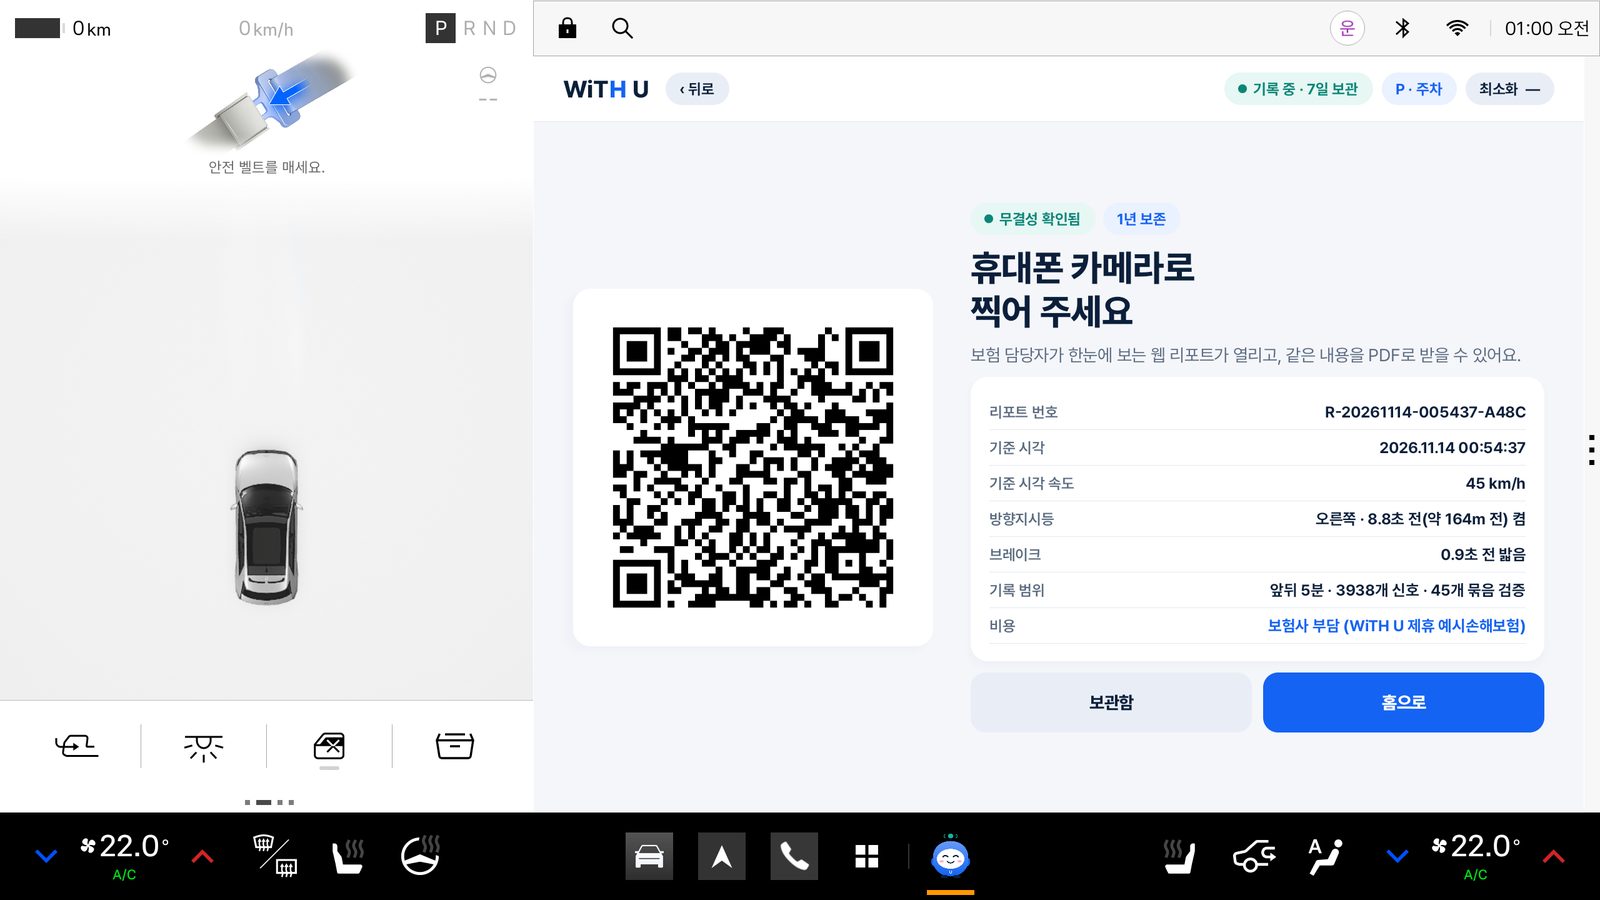 0 km
0 km/h
P R N D
안전 벨트를 매세요.
운
01:00 오전
WiTH U
‹ 뒤로
기록 중 · 7일 보관
P · 주차
최소화 —
무결성 확인됨
1년 보존
휴대폰 카메라로
찍어 주세요
보험 담당자가 한눈에 보는 웹 리포트가 열리고, 같은 내용을 PDF로 받을 수 있어요.
리포트 번호 R-20261114-005437-A48C
기준 시각 2026.11.14 00:54:37
기준 시각 속도 45 km/h
방향지시등 오른쪽 · 8.8초 전(약 164m 전) 켬
브레이크 0.9초 전 밟음
기록 범위 앞뒤 5분 · 3938개 신호 · 45개 묶음 검증
비용 보험사 부담 (WiTH U 제휴 예시손해보험)
보관함
홈으로
22.0°
A/C
A
22.0°
A/C